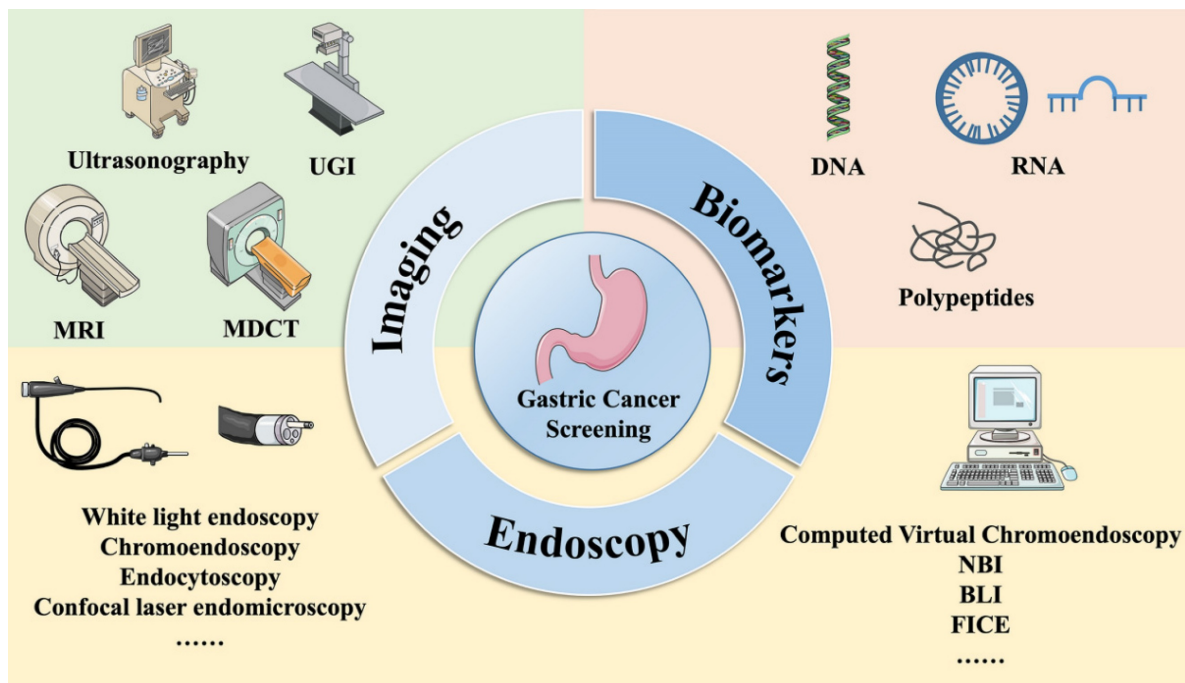 Ultrasonography
UGI
MRI
MDCT
Imaging
Biomarkers
DNA
RNA
Polypeptides
Gastric Cancer
Screening
Endoscopy
White light endoscopy
Chromoendoscopy
Endocytoscopy
Confocal laser endomicroscopy
……
Computed Virtual Chromoendoscopy
NBI
BLI
FICE
……